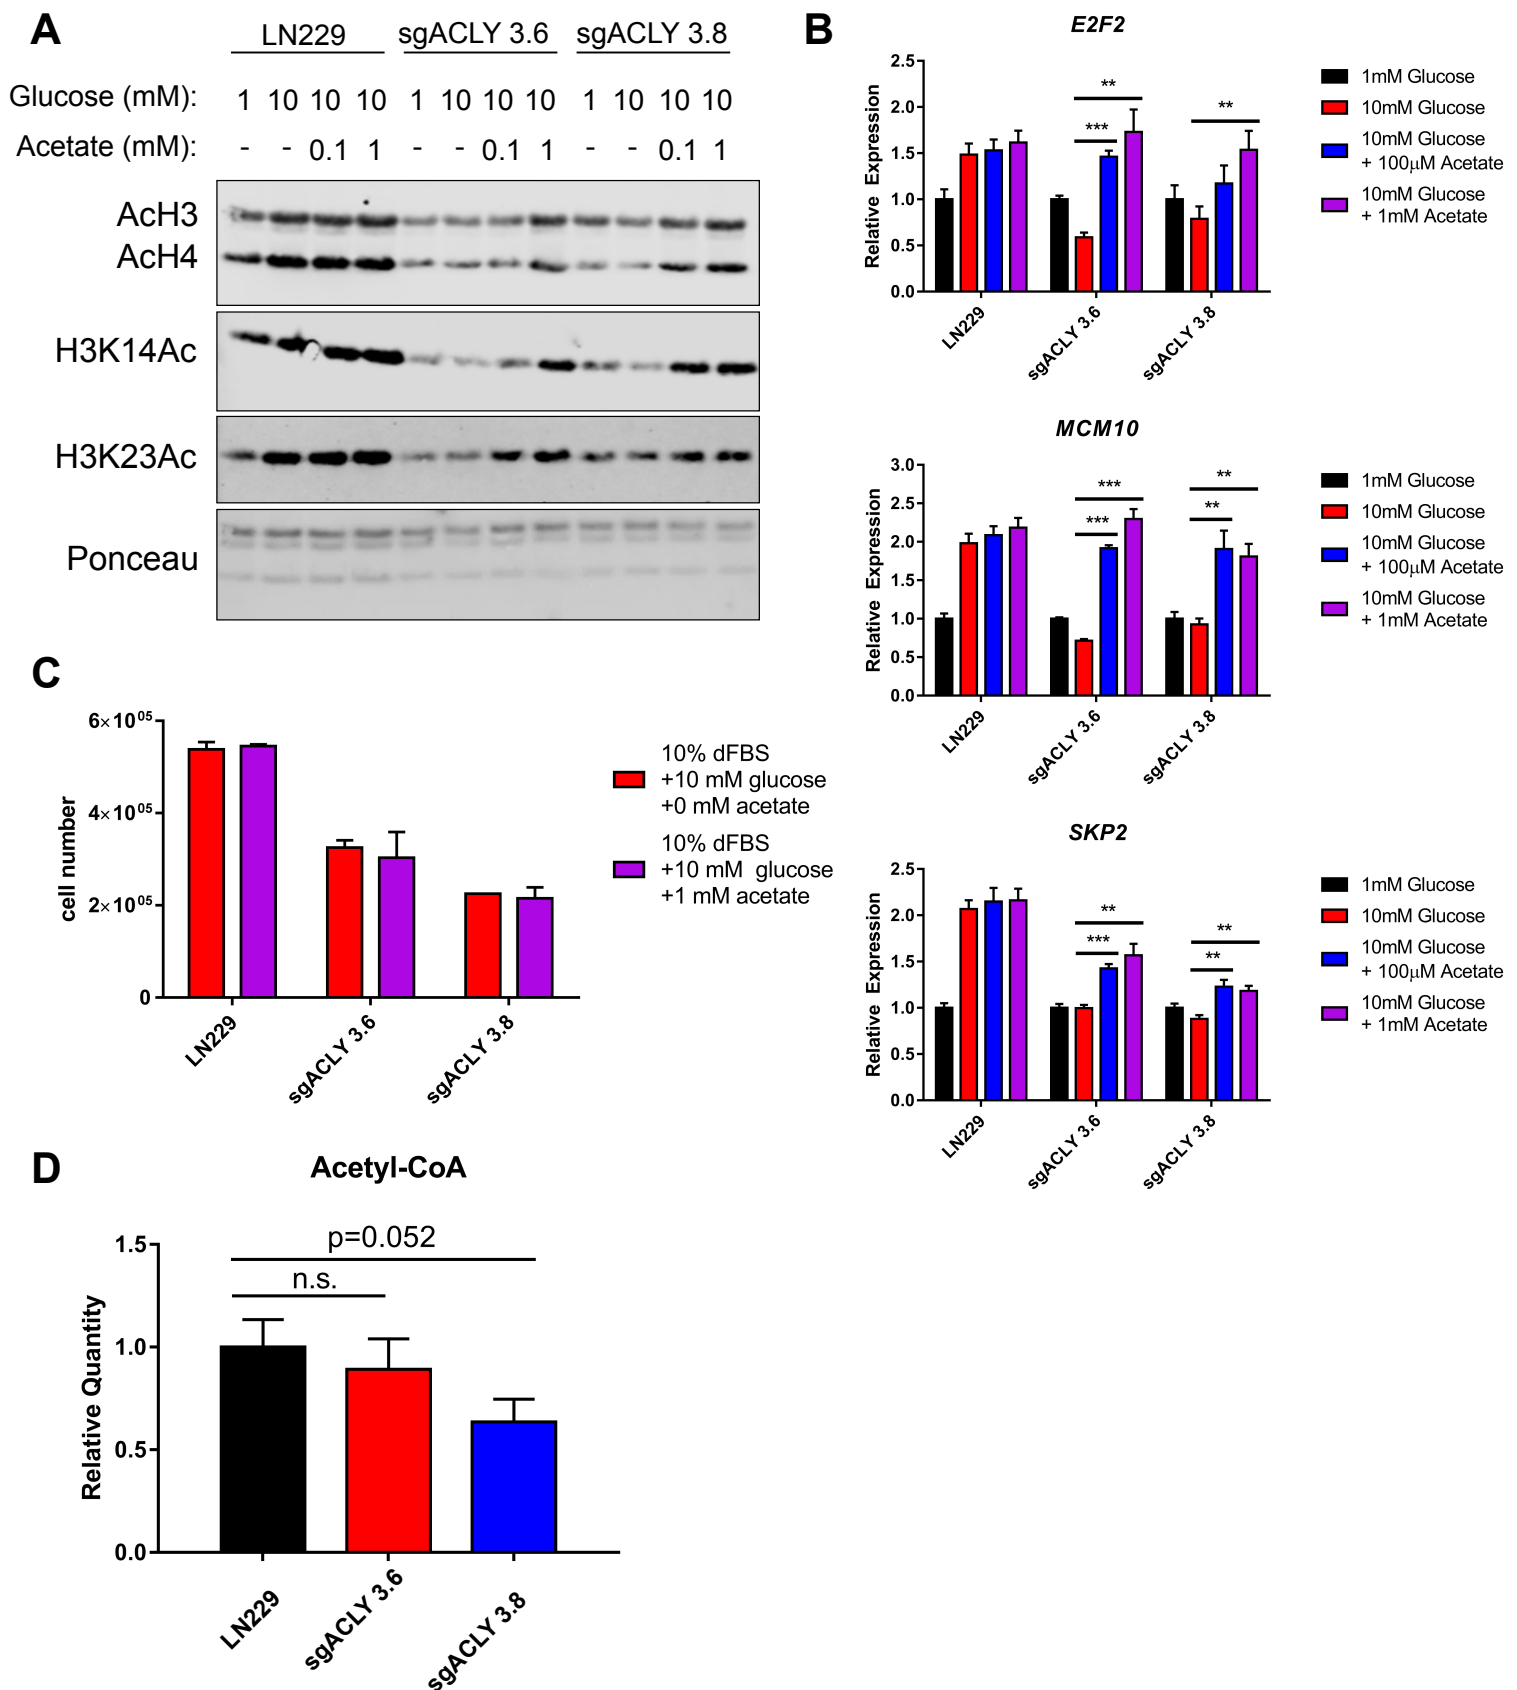 A
LN229 sgACLY 3.6 sgACLY 3.8
Glucose (mM): 1 10 10 10 1 10 10 10 1 10 10 10
Acetate (mM): - - 0.1 1 - - 0.1 1 - - 0.1 1
AcH3
AcH4
H3K14Ac
H3K23Ac
Ponceau
B
E2F2
Relative Expression
2.5
2.0
1.5
1.0
0.5
0.0
**
***
**
LN229
sgACLY 3.6
sgACLY 3.8
1mM Glucose
10mM Glucose
10mM Glucose
+ 100μM Acetate
10mM Glucose
+ 1mM Acetate
MCM10
Relative Expression
3.0
2.5
2.0
1.5
1.0
0.5
0.0
***
***
**
**
LN229
sgACLY 3.6
sgACLY 3.8
1mM Glucose
10mM Glucose
10mM Glucose
+ 100μM Acetate
10mM Glucose
+ 1mM Acetate
SKP2
Relative Expression
2.5
2.0
1.5
1.0
0.5
0.0
**
***
**
**
LN229
sgACLY 3.6
sgACLY 3.8
1mM Glucose
10mM Glucose
10mM Glucose
+ 100μM Acetate
10mM Glucose
+ 1mM Acetate
C
cell number
6×10⁰⁵
4×10⁰⁵
2×10⁰⁵
0
LN229
sgACLY 3.6
sgACLY 3.8
10% dFBS
+10 mM glucose
+0 mM acetate
10% dFBS
+10 mM glucose
+1 mM acetate
D
Acetyl-CoA
Relative Quantity
1.5
1.0
0.5
0.0
p=0.052
n.s.
LN229
sgACLY 3.6
sgACLY 3.8